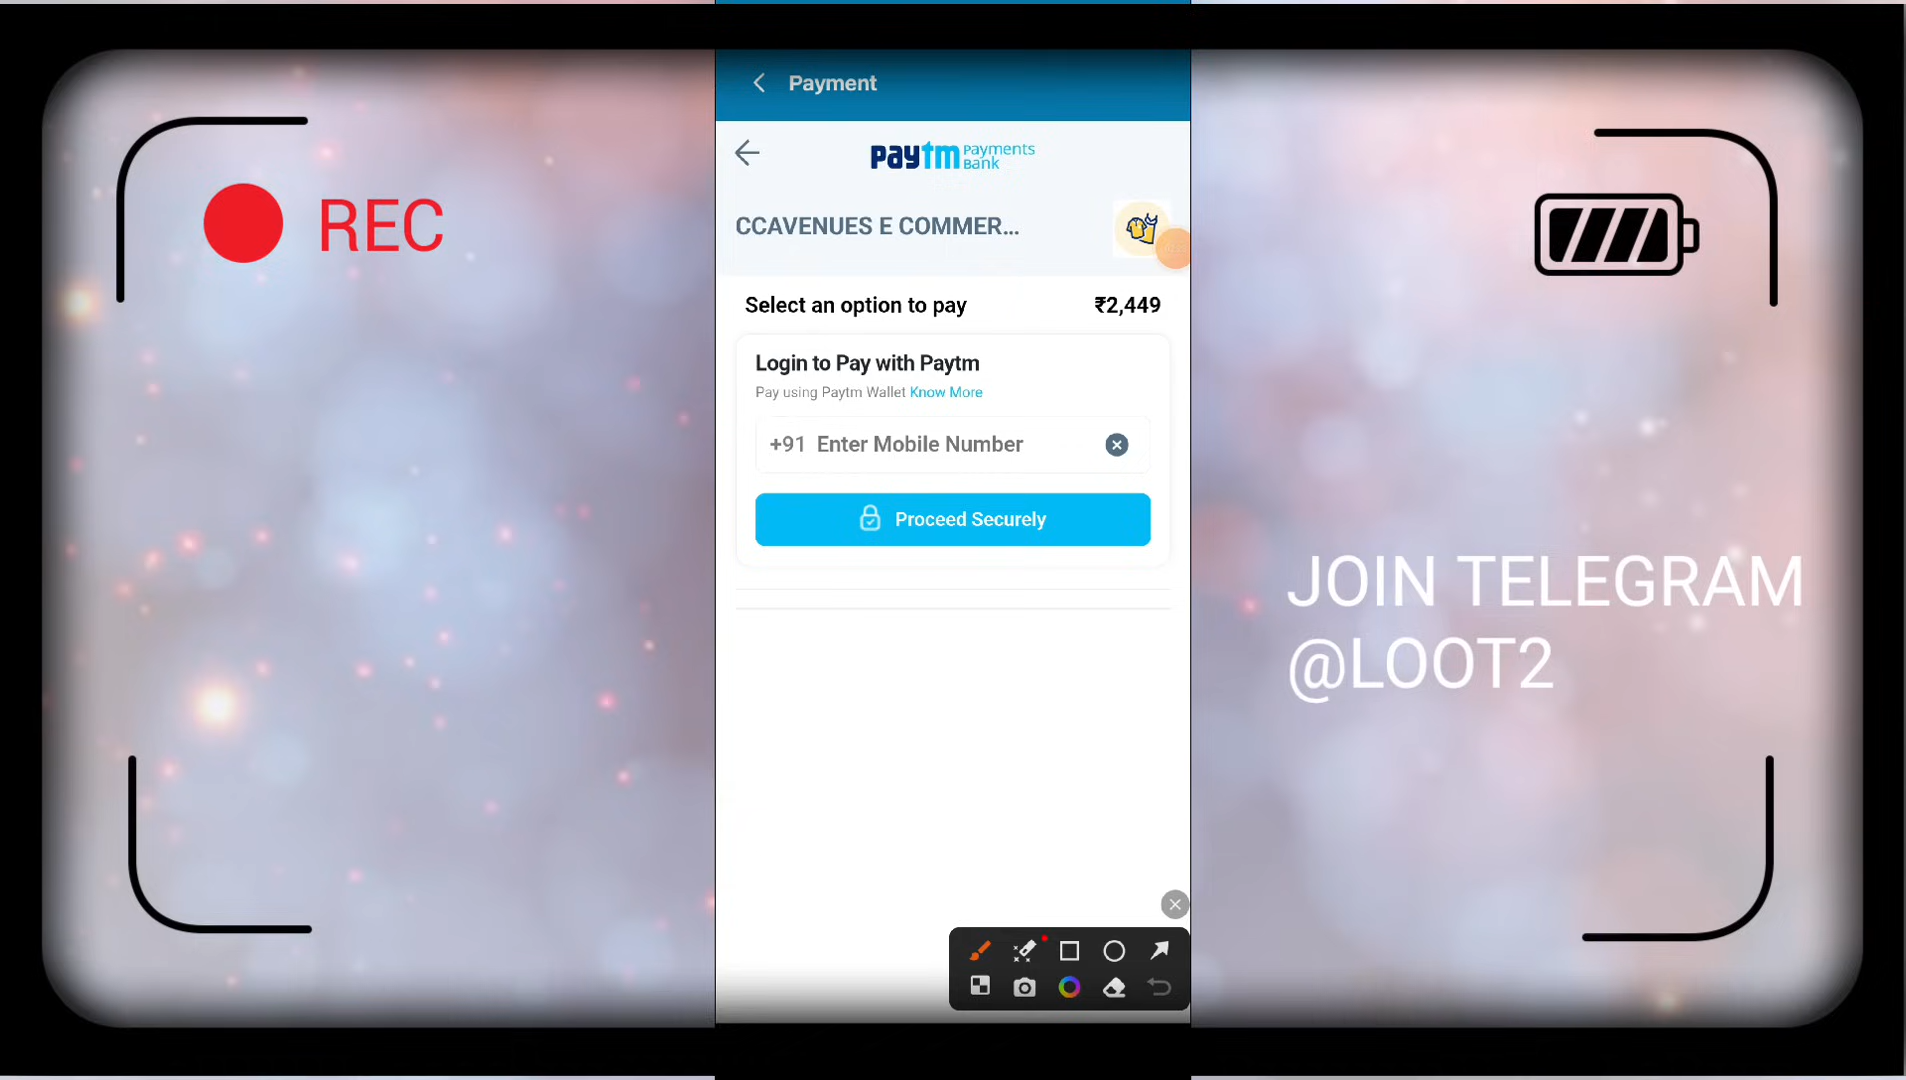 REC
Payment
paytm Payments Bank
CCAVENUES E COMMER...
Select an option to pay ₹2,449
Login to Pay with Paytm
Pay using Paytm Wallet Know More
+91 Enter Mobile Number
Proceed Securely
JOIN TELEGRAM
@LOOT2